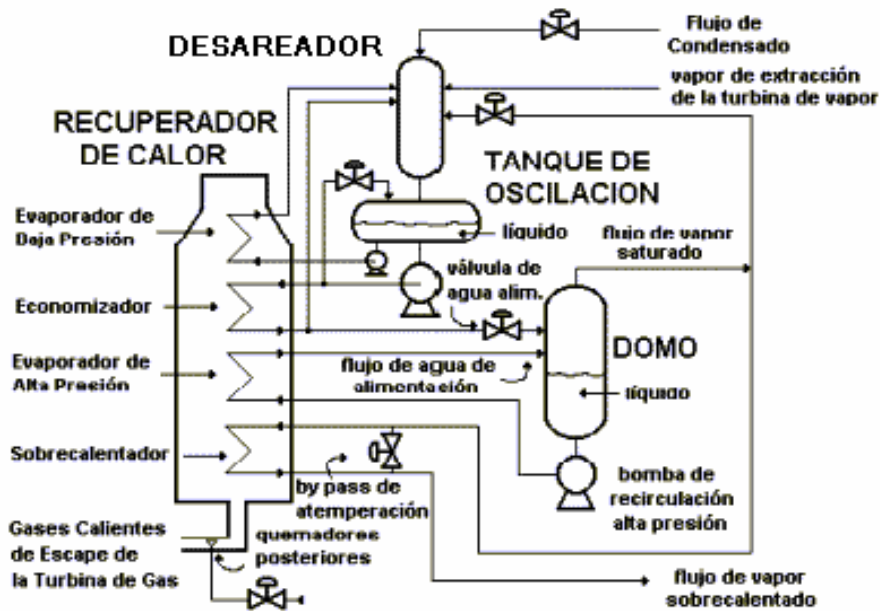 DESAREADOR
Flujo de
Condensado
vapor de extracción
de la turbina de vapor
RECUPERADOR
DE CALOR
TANQUE DE
OSCILACION
Evaporador de
Baja Presión
líquido
flujo de vapor
saturado
válvula de
agua alim.
Economizador
DOMO
Evaporador de
Alta Presión
flujo de agua de
alimentación
líquido
Sobrecalentador
by pass de
atemperación
bomba de
recirculación
alta presión
Gases Calientes
de Escape de
la Turbina de Gas
quemadores
posteriores
flujo de vapor
sobrecalentado